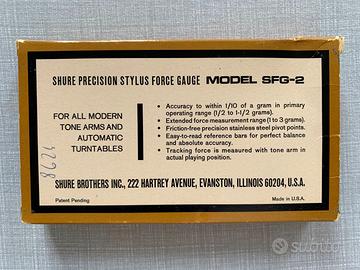 SHURE PRECISION STYLUS FORCE GAUGE MODEL SFG-2
FOR ALL MODERN
TONE ARMS AND
AUTOMATIC
TURNTABLES
8624
• Accuracy to within 1/10 of a gram in primary
operating range (1/2 to 1-1/2 grams).
• Extended force measurement range (1 to 3 grams).
• Friction-free precision stainless steel pivot points.
• Easy-to-read reference bars for perfect balance
and absolute accuracy.
• Tracking force is measured with tone arm in
actual playing position.
SHURE BROTHERS INC., 222 HARTREY AVENUE, EVANSTON, ILLINOIS 60204, U.S.A.
Patent Pending
Made in U.S.A.
subito